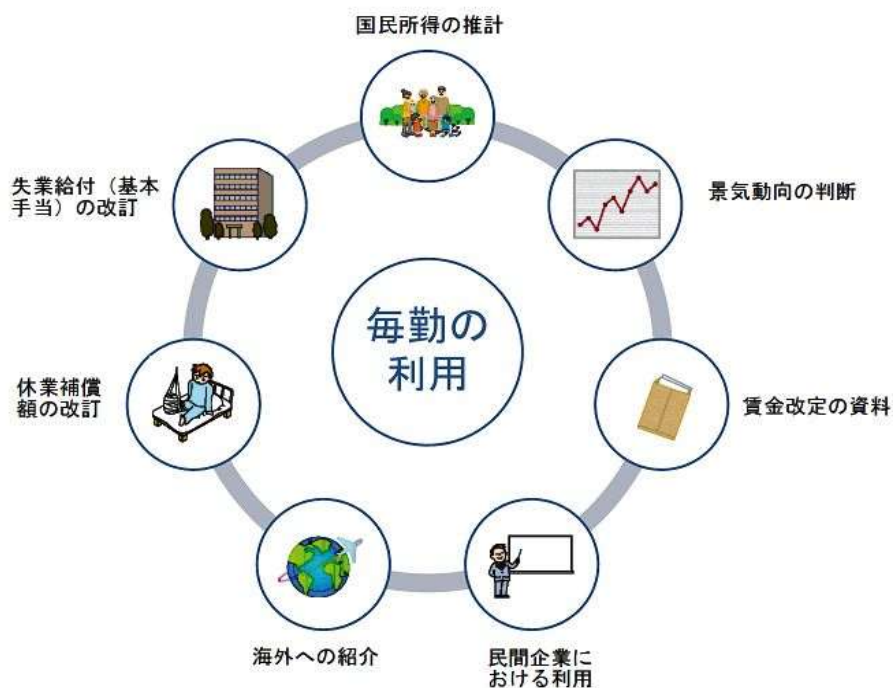 国民所得の推計
景気動向の判断
賃金改定の資料
民間企業に
おける利用
海外への紹介
休業補償
額の改訂
失業給付（基本
手当）の改訂
毎勤の
利用